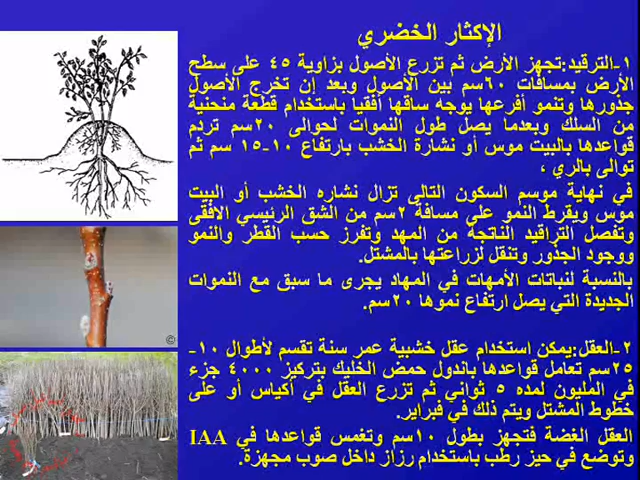 الإكثار الخضري
١-الترقيد:تجهز الأرض ثم تزرع الأصول بزاوية ٤٥ على سطح
الأرض بمسافات ٦٠سم بين الأصول وبعد إن تخرج الأصول
جذورها وتنمو أفرعها يوجه ساقها أفقيا باستخدام قطعة منحنية
من السلك وبعدما يصل طول النموات لحوالى ٢٠سم تردم
قواعدها بالبيت موس أو نشارة الخشب بارتفاع ١٠-١٥ سم ثم
توالى بالري ،
في نهاية موسم السكون التالى تزال نشاره الخشب أو البيت
موس ويقرط النمو على مسافة ٢سم من الشق الرئيسي الافقى
وتفصل التراقيد الناتجة من المهد وتفرز حسب القطر والنمو
ووجود الجذور وتنقل لزراعتها بالمشتل.
بالنسبة لنباتات الأمهات في المهاد يجرى ما سبق مع النموات
الجديدة التي يصل ارتفاع نموها ٢٠سم.
٢-العقل:يمكن إستخدام عقل خشبية عمر سنة تقسم لأطوال ١٠-
٢٥سم تعامل قواعدها باندول حمض الخليك بتركيز ٤٠٠٠ جزء
في المليون لمده ٥ ثواني ثم تزرع العقل في أكياس أو على
خطوط المشتل ويتم ذلك في فبراير.
العقل الغضة فتجهز بطول ١٠سم وتغمس قواعدها في IAA
وتوضع في حيز رطب باستخدام رزاز داخل صوب مجهزة.
©